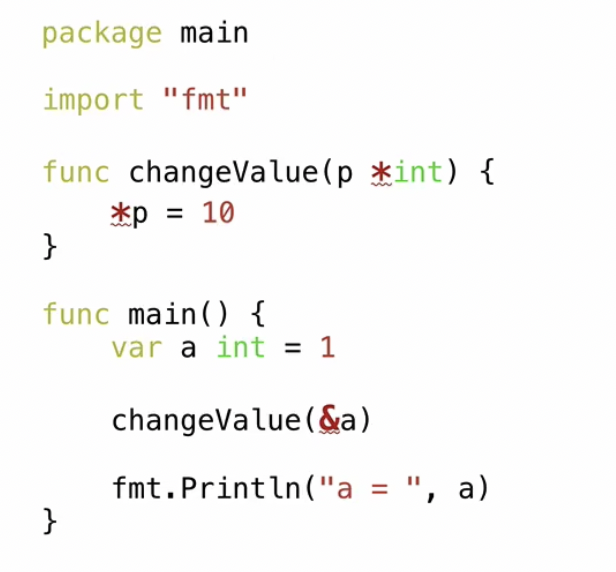 package main
import "fmt"
func changeValue(p *int) {
    *p = 10
}
func main() {
    var a int = 1
    changeValue(&a)
    fmt.Println("a = ", a)
}